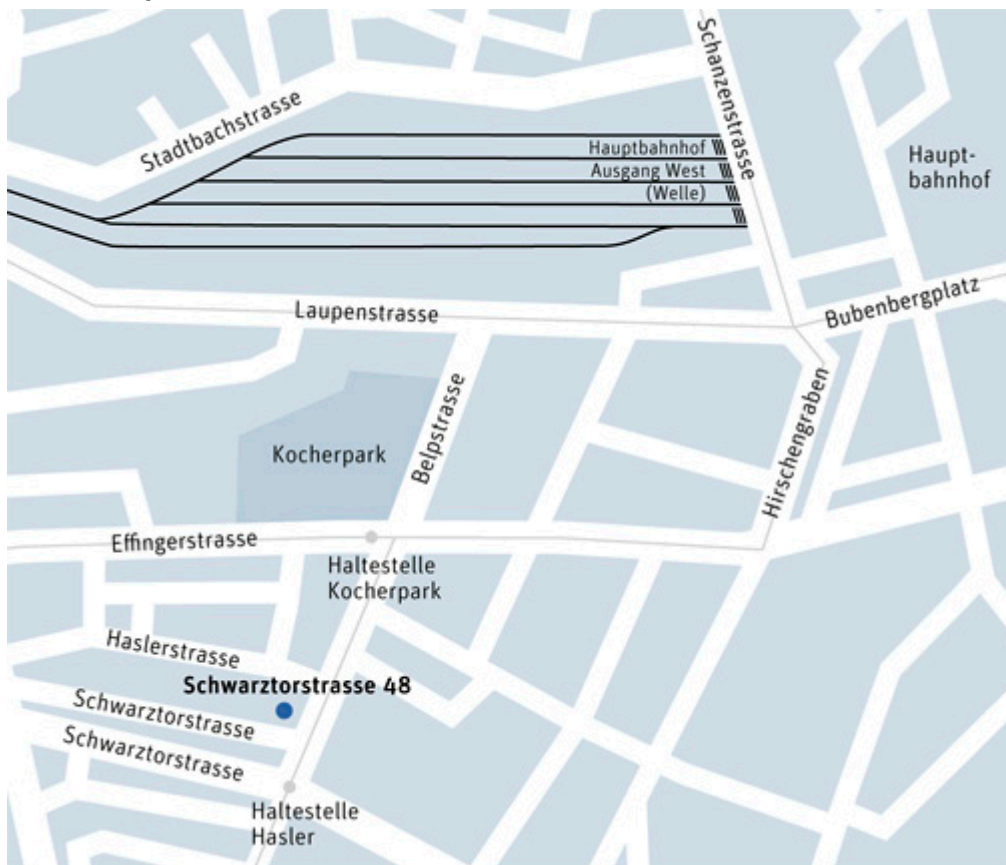 Schanzenstrasse
Stadtbachstrasse
Hauptbahnhof
Ausgang West
(Welle)
Haupt-
bahnhof
Laupenstrasse
Bubenbergplatz
Belpstrasse
Hirschengraben
Kocherpark
Effingerstrasse
Haltestelle
Kocherpark
Haslerstrasse
Schwarztorstrasse 48
Schwarztorstrasse
Schwarztorstrasse
Haltestelle
Hasler